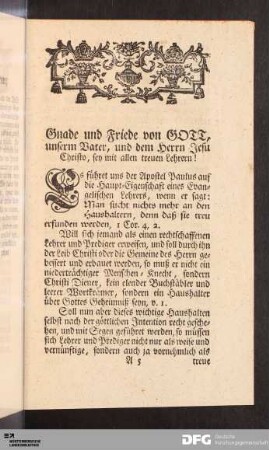 Gnade und Friede von GOTT,
unserm Vater, und dem Herrn Jesu
Christo, sey mit allen treuen Lehrern!
Es führet uns der Apostel Paulus auf
die Haupt-Eigenschaft eines Evan-
gelischen Lehrers, wenn er sagt:
Man sucht nichts mehr an den
Haushaltern, denn daß sie treu
erfunden werden, 1 Cor. 4, 2.
Will sich jemand als einen rechtschaffenen
Lehrer und Prediger erweisen, und soll durch ihn
der Leib Christi oder die Gemeine des Herrn ge-
bessert und erbauet werden, so muß er nicht ein
niederträchtiger Menschen-Knecht, sondern
Christi Diener, kein elender Buchstäbler und
leerer Wortkrämer, sondern ein Haushalter
über Gottes Geheimniß seyn, v. 1.
Soll nun aber dieses wichtige Haushalten
selbst nach der göttlichen Intention recht gesche-
hen, und mit Segen geführet werden, so müssen
sich Lehrer und Prediger nicht nur als weise und
vernünftige, sondern auch ja vornehmlich als
A 3 treue
DFG
Deutsche
Forschungsgemeinschaft